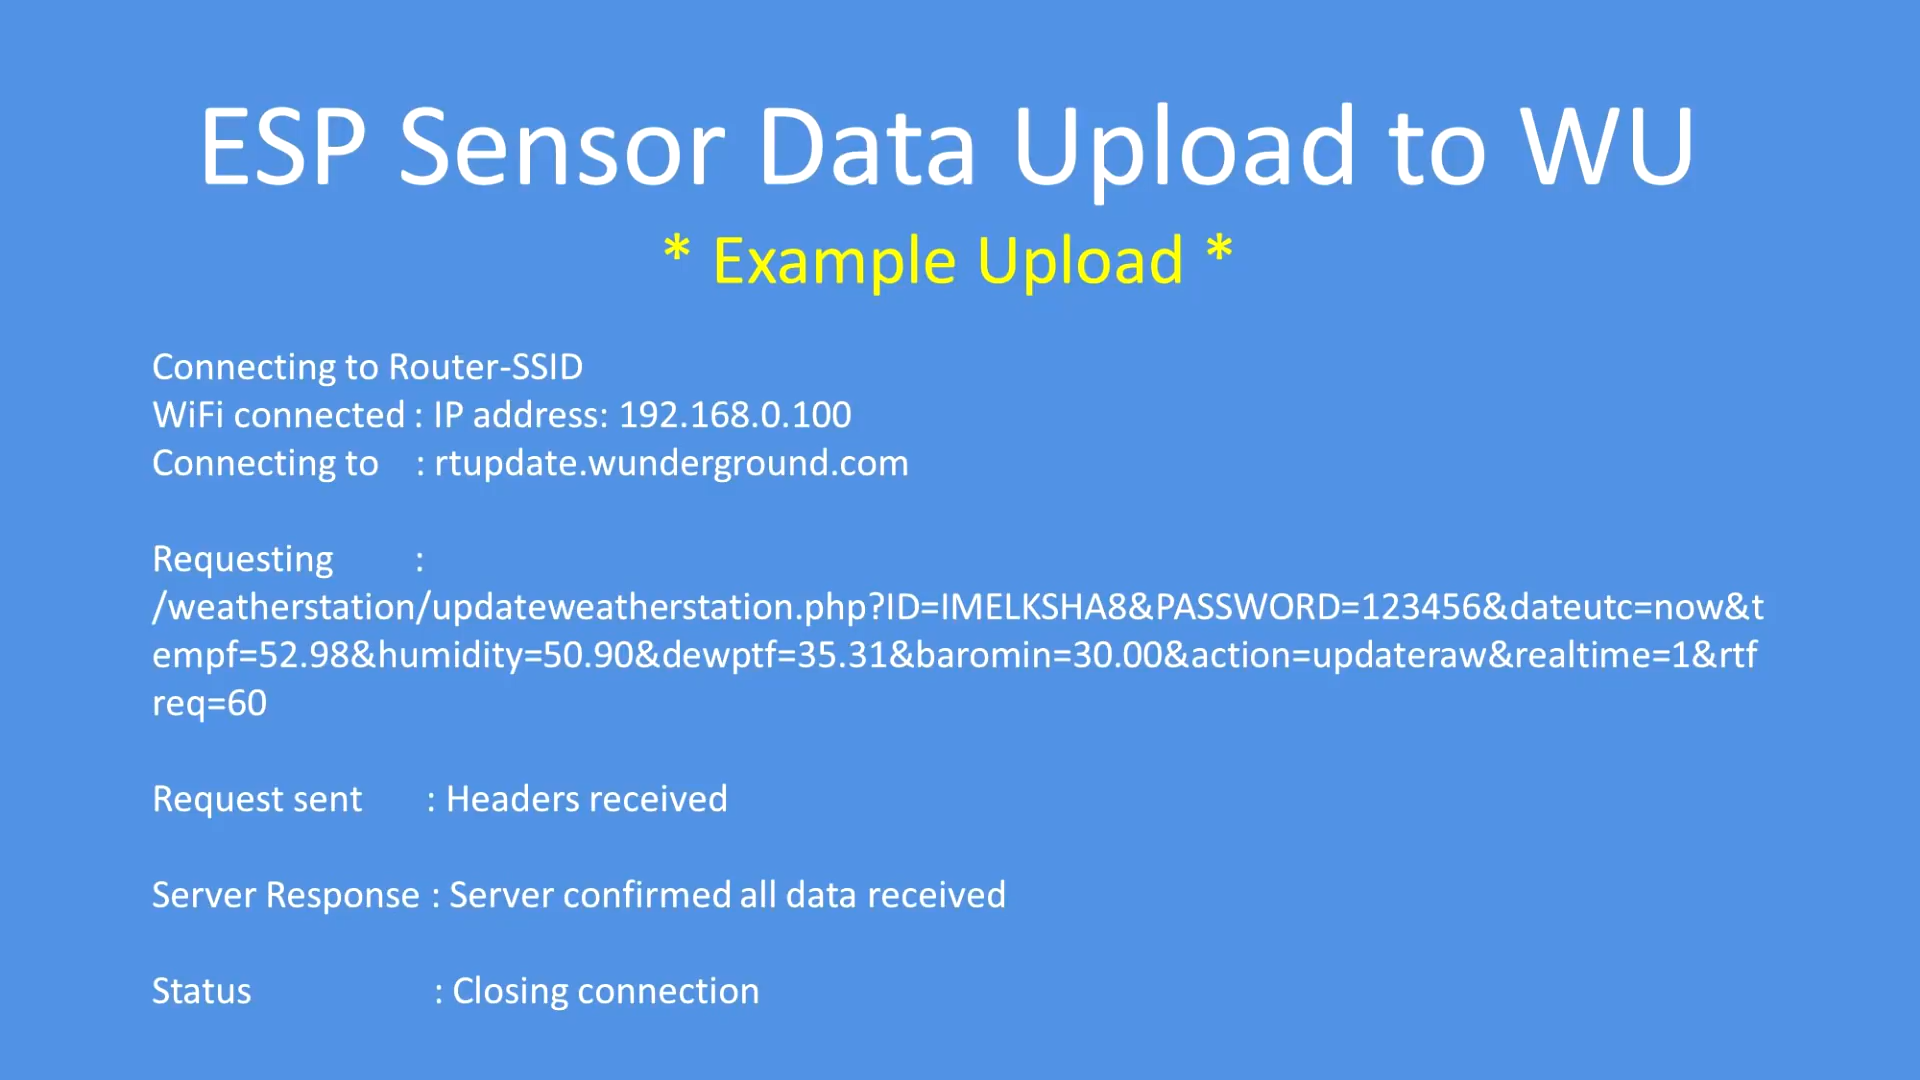 ESP Sensor Data Upload to WU
* Example Upload *
Connecting to Router-SSID
WiFi connected : IP address: 192.168.0.100
Connecting to : rtupdate.wunderground.com
Requesting :
/weatherstation/updateweatherstation.php?ID=IMELKSHA8&PASSWORD=123456&dateutc=now&t
empf=52.98&humidity=50.90&dewptf=35.31&baromin=30.00&action=updateraw&realtime=1&rtf
req=60
Request sent : Headers received
Server Response : Server confirmed all data received
Status : Closing connection